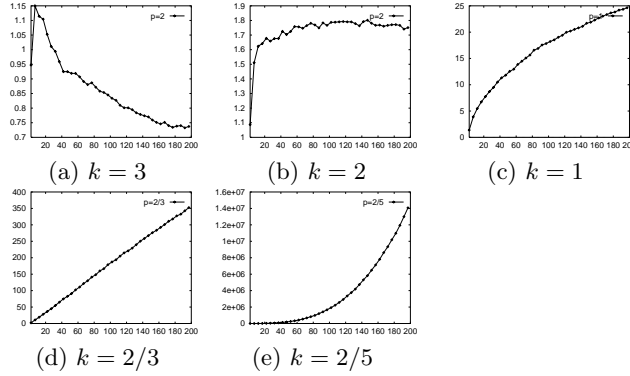 1.15
1.1
1.05
1
0.95
0.9
0.85
0.8
0.75
0.7
p=2
20 40 60 80 100 120 140 160 180 200
(a) k = 3
1.9
1.8
1.7
1.6
1.5
1.4
1.3
1.2
1.1
1
p=2
20 40 60 80 100 120 140 160 180 200
(b) k = 2
25
20
15
10
5
0
p=1
20 40 60 80 100 120 140 160 180 200
(c) k = 1
400
350
300
250
200
150
100
50
0
p=2/3
20 40 60 80 100 120 140 160 180 200
(d) k = 2/3
1.6e+07
1.4e+07
1.2e+07
1e+07
8e+06
6e+06
4e+06
2e+06
0
p=2/5
20 40 60 80 100 120 140 160 180 200
(e) k = 2/5